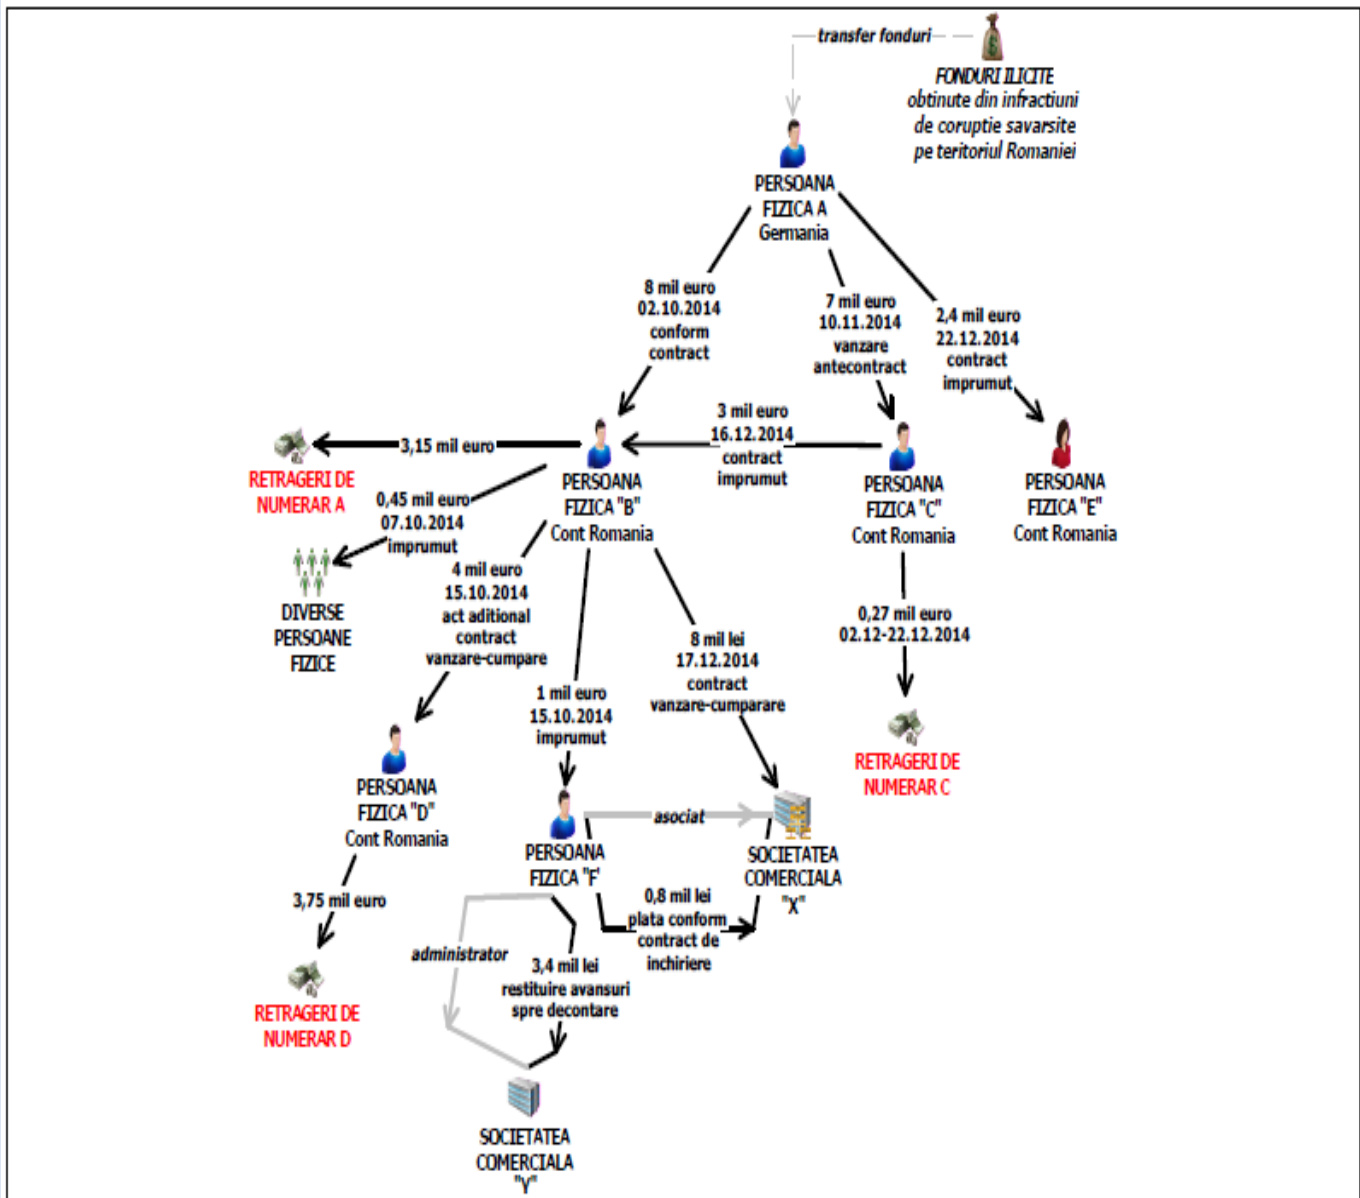 transfer fonduri
FONDURI ILICITE
obtinute din infractiuni
de coruptie savarsite
pe teritoriul Romaniei
PERSOANA
FIZICA A
Germania
8 mil euro
02.10.2014
conform
contract
7 mil euro
10.11.2014
vanzare
antecontract
2,4 mil euro
22.12.2014
contract
imprumut
3 mil euro
16.12.2014
contract
imprumut
3,15 mil euro
RETRAGERI DE
NUMERAR A
PERSOANA
FIZICA "B"
Cont Romania
PERSOANA
FIZICA "C"
Cont Romania
PERSOANA
FIZICA "E"
Cont Romania
0,45 mil euro
07.10.2014
imprumut
DIVERSE
PERSOANE
FIZICE
4 mil euro
15.10.2014
act aditional
contract
vanzare-cumpare
1 mil euro
15.10.2014
imprumut
8 mil lei
17.12.2014
contract
vanzare-cumparare
0,27 mil euro
02.12-22.12.2014
RETRAGERI DE
NUMERAR C
PERSOANA
FIZICA "D"
Cont Romania
PERSOANA
FIZICA "F'
asociat
SOCIETATEA
COMERCIALA
"X"
3,75 mil euro
RETRAGERI DE
NUMERAR D
0,8 mil lei
plata conform
contract de
inchiriere
administrator
3,4 mil lei
restituire avansuri
spre decontare
SOCIETATEA
COMERCIALA
"Y"